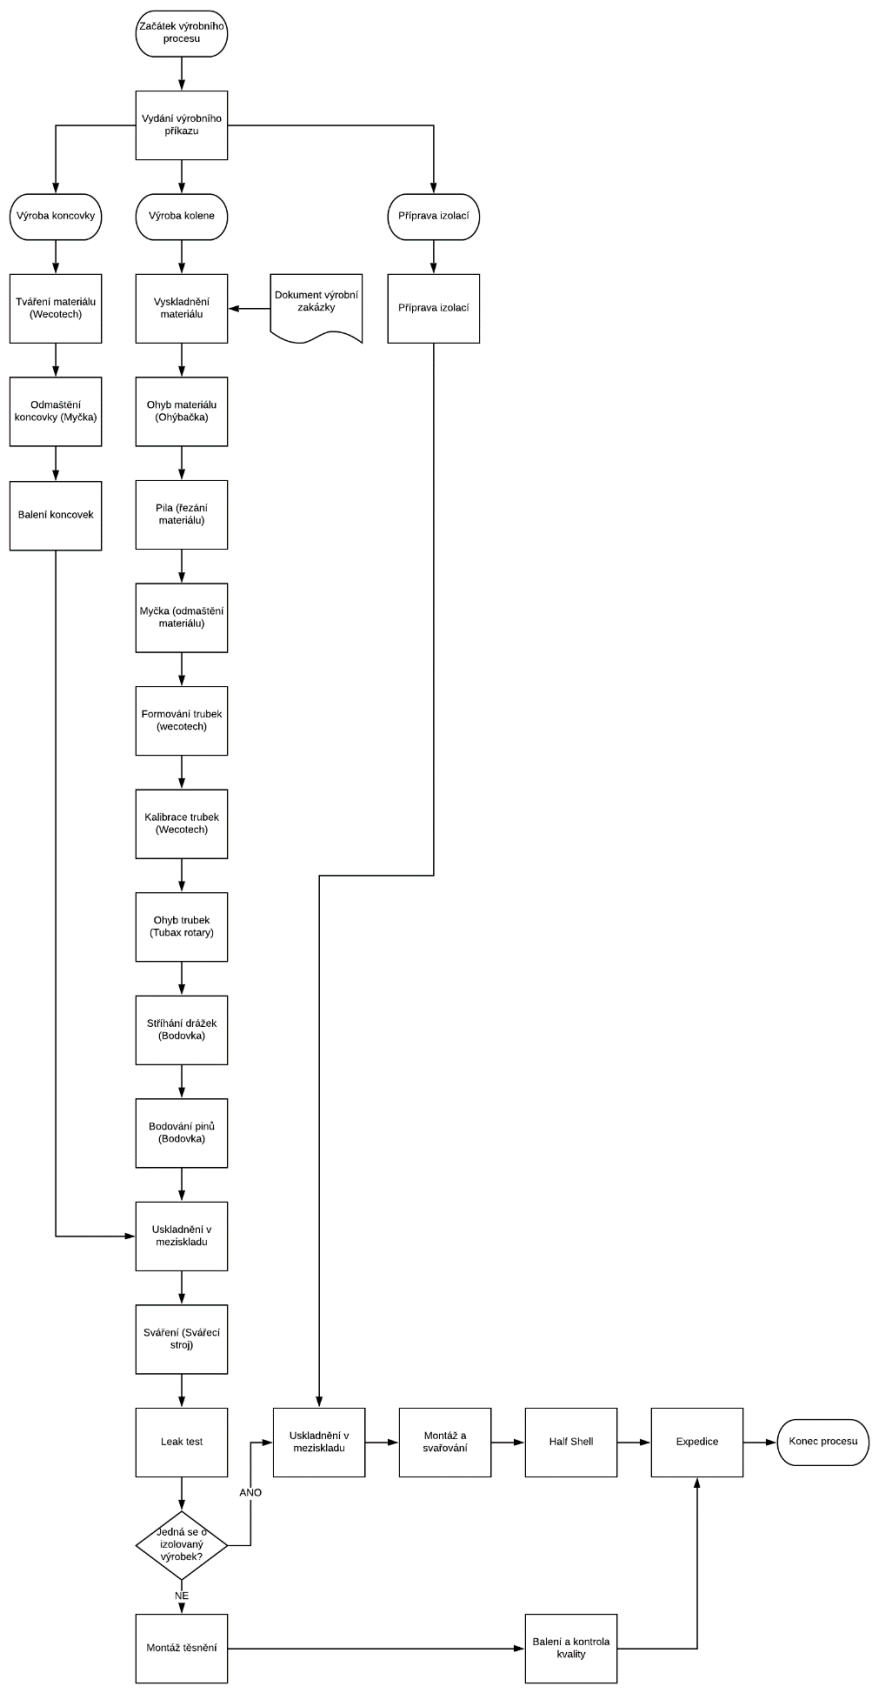 Začátek výrobního
procesu
Vydání výrobního
příkazu
Výroba koncovky
Výroba kolene
Příprava izolací
Tváření materiálu
(Wecotech)
Vyskladnění
materiálu
Dokument výrobní
zakázky
Příprava izolací
Odmaštění
koncovky (Myčka)
Ohyb materiálu
(Ohýbačka)
Balení koncovek
Pila (řezání
materiálu)
Myčka (odmaštění
materiálu)
Formování trubek
(wecotech)
Kalibrace trubek
(Wecotech)
Ohyb trubek
(Tubax rotary)
Stříhání drážek
(Bodovka)
Bodování pinů
(Bodovka)
Uskladnění v
meziskladu
Sváření (Svářecí
stroj)
Leak test
Uskladnění v
meziskladu
Montáž a
svařování
Half Shell
Expedice
Konec procesu
ANO
Jedná se o
izolovaný
výrobek?
NE
Montáž těsnění
Balení a kontrola
kvality